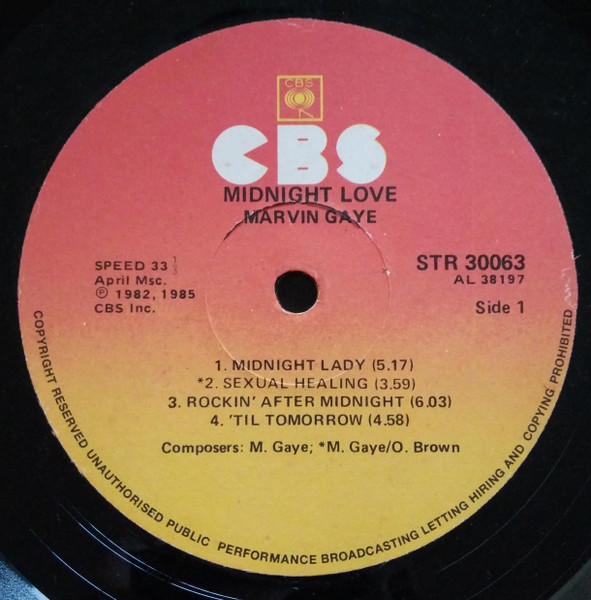 CBS
CBS
MIDNIGHT LOVE
MARVIN GAYE
SPEED 33 1/3
April Msc.
℗ 1982, 1985
CBS Inc.
STR 30063
AL 38197
Side 1
1. MIDNIGHT LADY (5.17)
*2. SEXUAL HEALING (3.59)
3. ROCKIN' AFTER MIDNIGHT (6.03)
4. 'TIL TOMORROW (4.58)
Composers: M. Gaye; *M. Gaye/O. Brown
COPYRIGHT RESERVED UNAUTHORISED PUBLIC PERFORMANCE BROADCASTING LETTING HIRING AND COPYING PROHIBITED